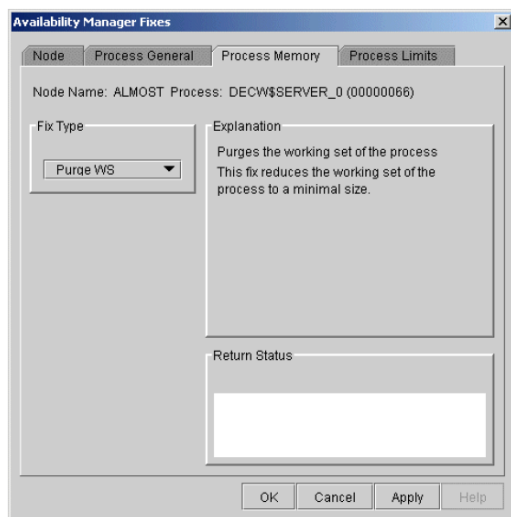 Availability Manager Fixes
Node Process General Process Memory Process Limits
Node Name: ALMOST Process: DECW$SERVER_0 (00000066)
Fix Type
Purge WS
Explanation
Purges the working set of the process
This fix reduces the working set of the
process to a minimal size.
Return Status
OK Cancel Apply Help